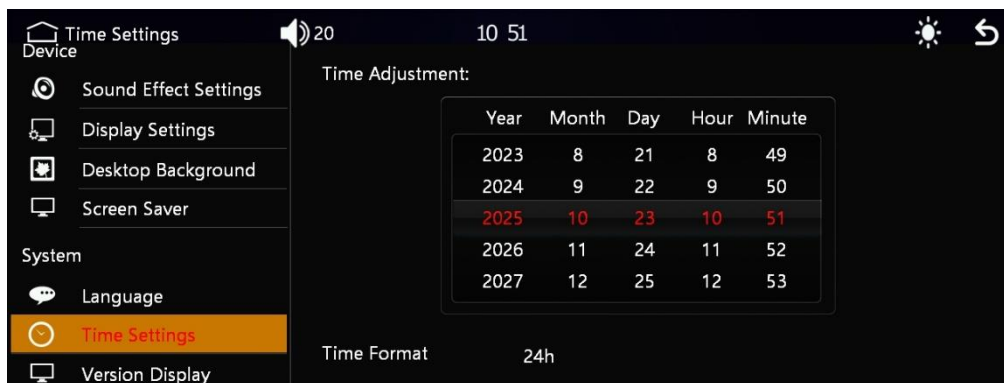 Time Settings 20 10 51
Device
Sound Effect Settings
Display Settings
Desktop Background
Screen Saver
System
Language
Time Settings
Version Display
Time Adjustment:
Year Month Day Hour Minute
2023 8 21 8 49
2024 9 22 9 50
2025 10 23 10 51
2026 11 24 11 52
2027 12 25 12 53
Time Format 24h